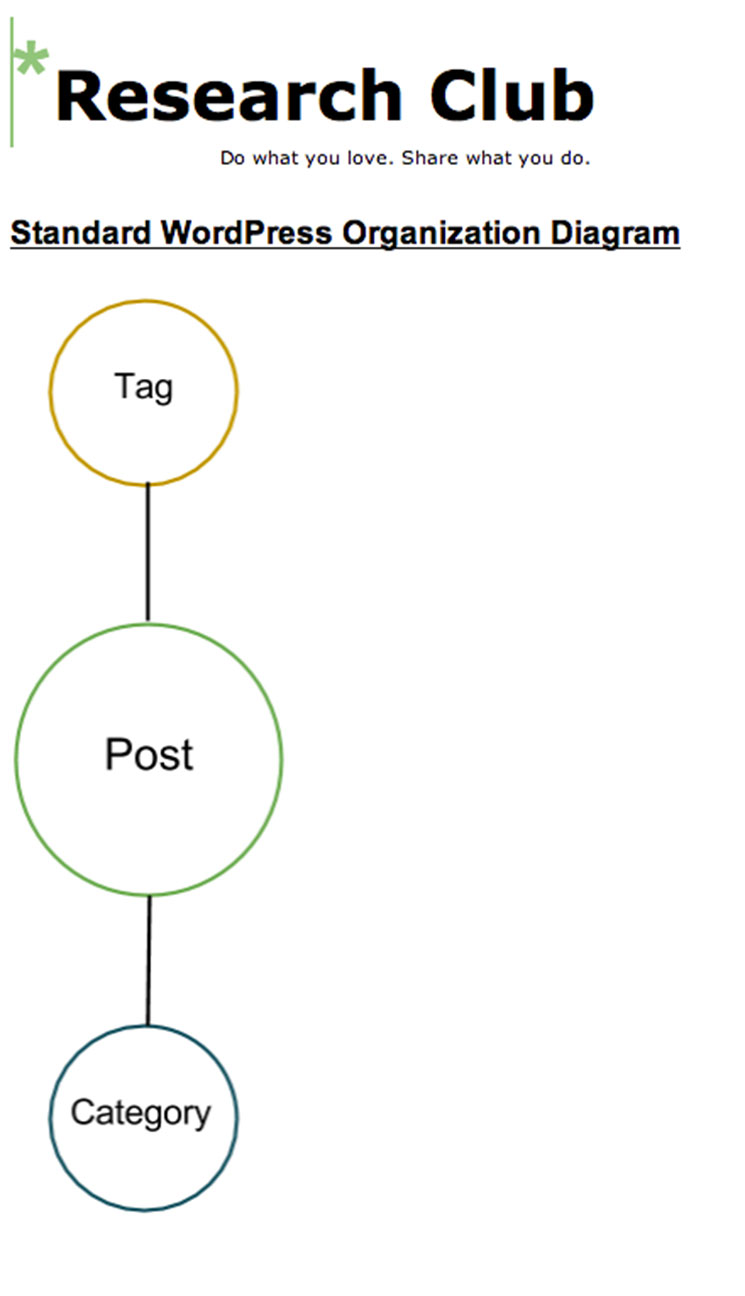 * Research Club
Do what you love. Share what you do.
Standard WordPress Organization Diagram
Tag
Post
Category